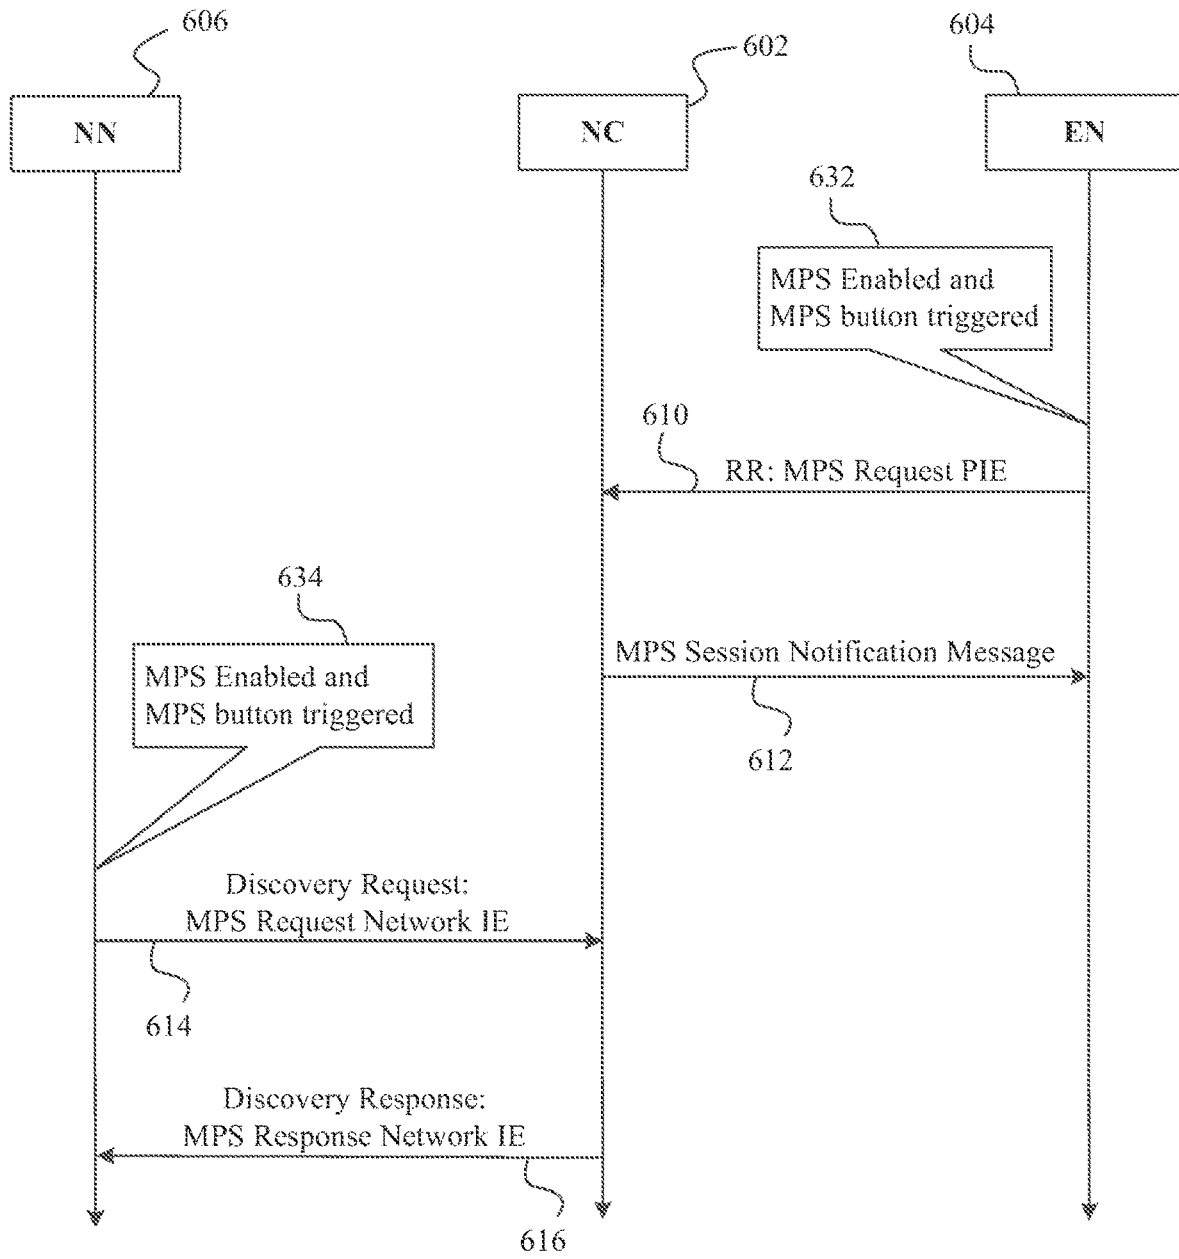 606
602
604
NN
NC
EN
632
MPS Enabled and
MPS button triggered
610
RR: MPS Request PIE
634
MPS Session Notification Message
MPS Enabled and
MPS button triggered
612
Discovery Request:
MPS Request Network IE
614
Discovery Response:
MPS Response Network IE
616